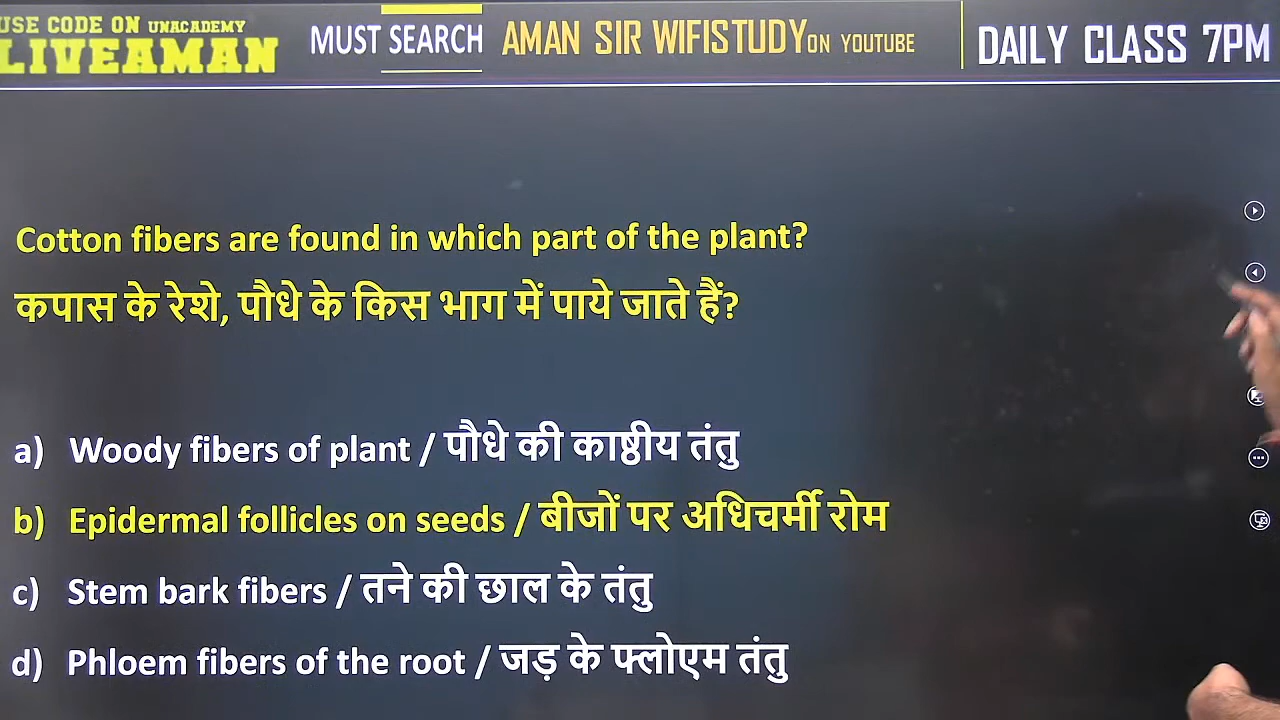 USE CODE ON UNACADEMY
LIVEAMAN
MUST SEARCH AMAN SIR WIFISTUDY ON YOUTUBE
DAILY CLASS 7PM
Cotton fibers are found in which part of the plant?
कपास के रेशे, पौधे के किस भाग में पाये जाते हैं?
a) Woody fibers of plant / पौधे की काष्ठीय तंतु
b) Epidermal follicles on seeds / बीजों पर अधिचर्मी रोम
c) Stem bark fibers / तने की छाल के तंतु
d) Phloem fibers of the root / जड़ के फ्लोएम तंतु